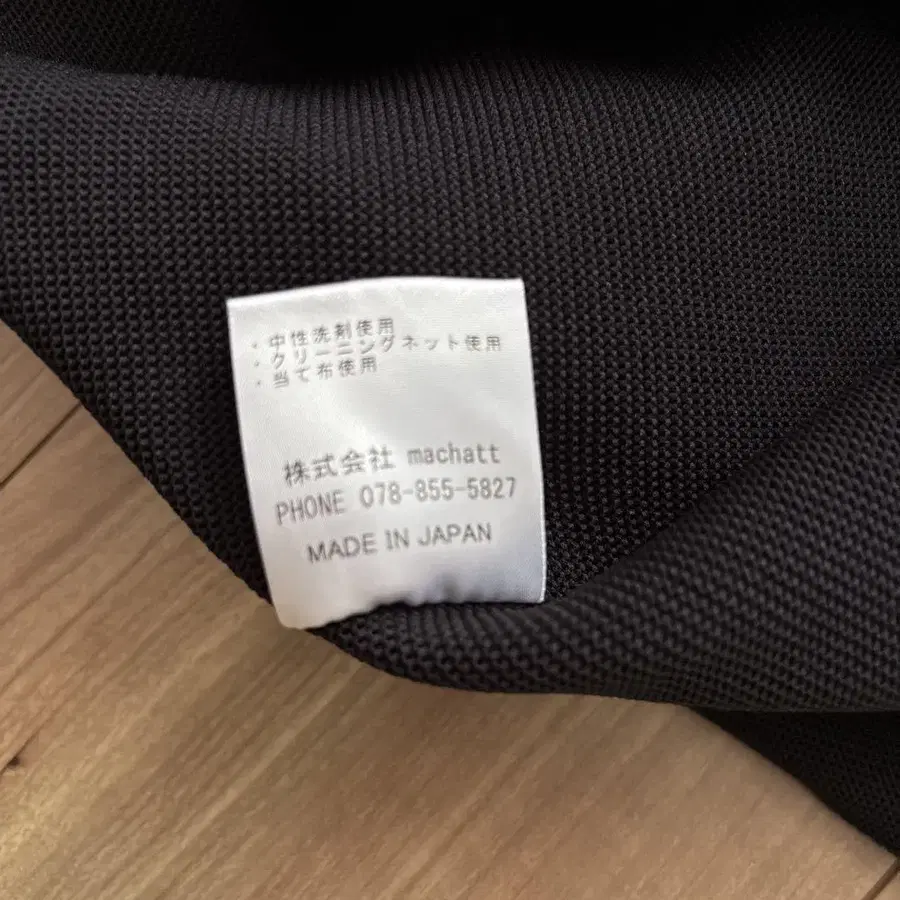 ・中性洗剤使用
・クリーニングネット使用
・当て布使用
株式会社 machatt
PHONE 078-855-5827
MADE IN JAPAN